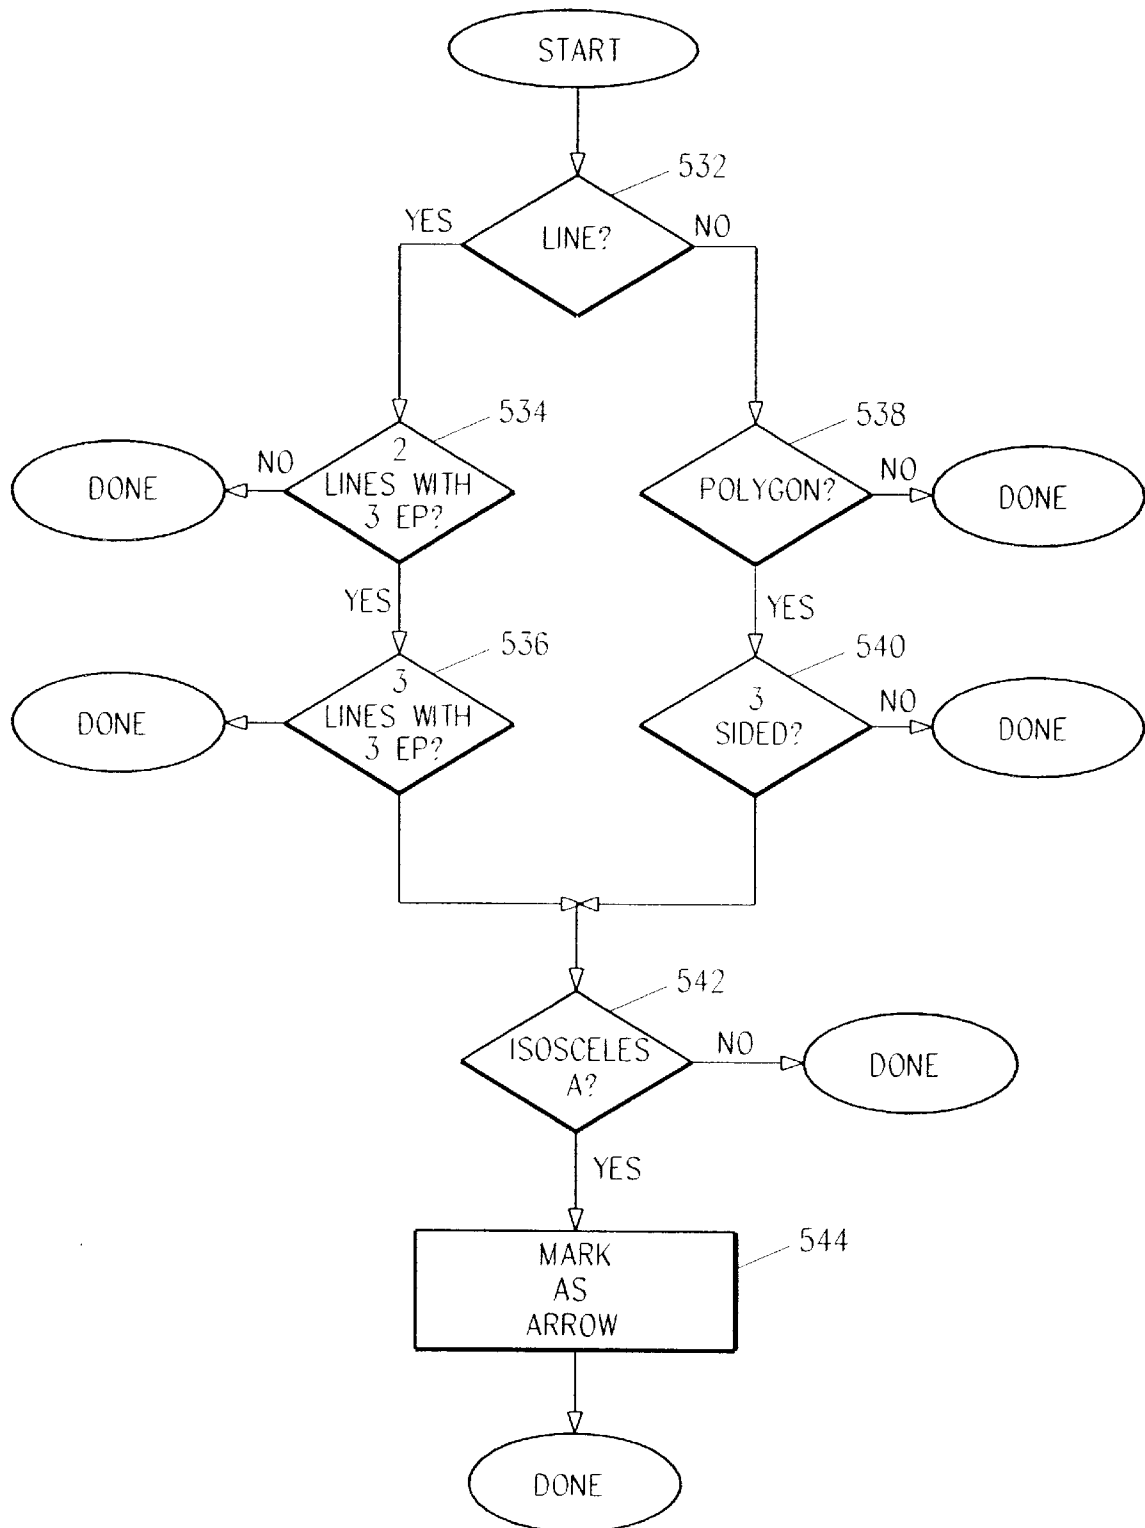 START
532
YES
NO
LINE?
534
538
2
LINES WITH
3 EP?
NO
DONE
POLYGON?
NO
DONE
YES
YES
536
540
3
LINES WITH
3 EP?
DONE
3
SIDED?
NO
DONE
542
ISOSCELES
A?
NO
DONE
YES
544
MARK
AS
ARROW
DONE